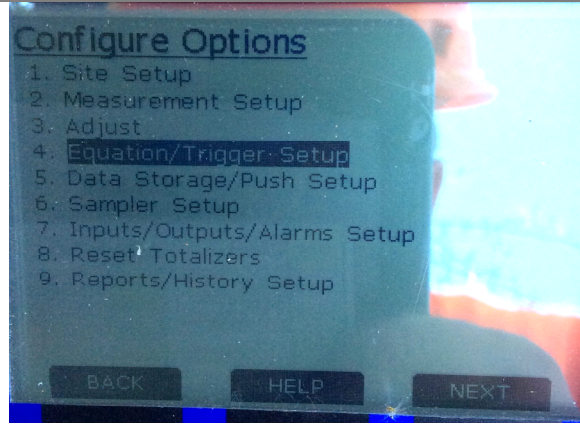 Configure Options
1. Site Setup
2. Measurement Setup
3. Adjust
4. Equation/Trigger Setup
5. Data Storage/Push Setup
6. Sampler Setup
7. Inputs/Outputs/Alarms Setup
8. Reset Totalizers
9. Reports/History Setup
BACK HELP NEXT